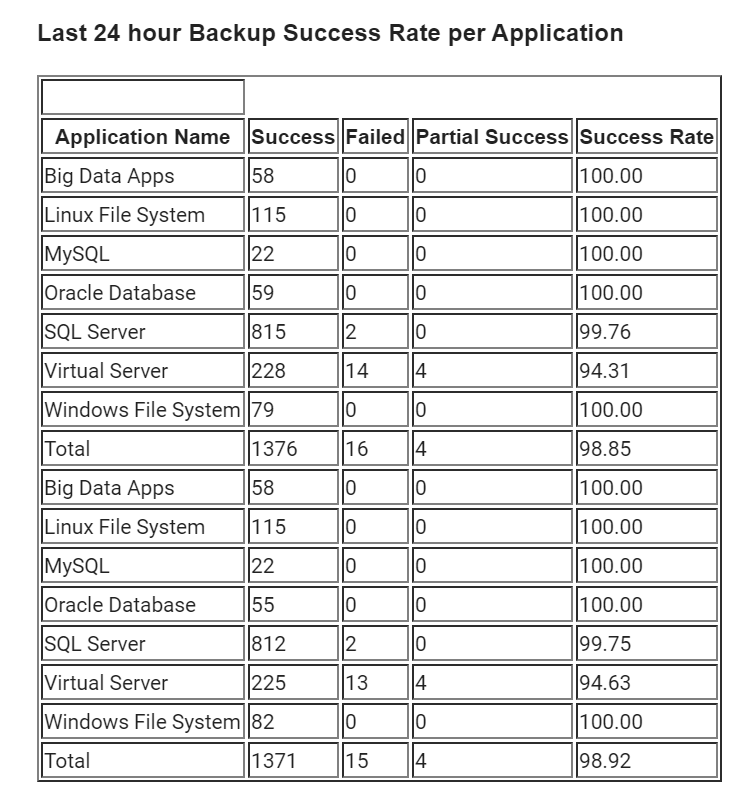 Last 24 hour Backup Success Rate per Application
Application Name Success Failed Partial Success Success Rate
Big Data Apps 58 0 0 100.00
Linux File System 115 0 0 100.00
MySQL 22 0 0 100.00
Oracle Database 59 0 0 100.00
SQL Server 815 2 0 99.76
Virtual Server 228 14 4 94.31
Windows File System 79 0 0 100.00
Total 1376 16 4 98.85
Big Data Apps 58 0 0 100.00
Linux File System 115 0 0 100.00
MySQL 22 0 0 100.00
Oracle Database 55 0 0 100.00
SQL Server 812 2 0 99.75
Virtual Server 225 13 4 94.63
Windows File System 82 0 0 100.00
Total 1371 15 4 98.92